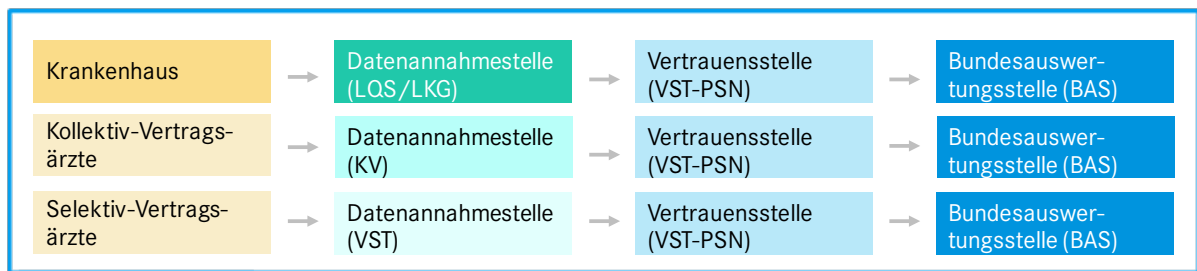 Krankenhaus
Datenannahmestelle
(LQS/LKG)
Vertrauensstelle
(VST-PSN)
Bundesauswer-
tungsstelle (BAS)
Kollektiv-Vertrags-
ärzte
Datenannahmestelle
(KV)
Vertrauensstelle
(VST-PSN)
Bundesauswer-
tungsstelle (BAS)
Selektiv-Vertrags-
ärzte
Datenannahmestelle
(VST)
Vertrauensstelle
(VST-PSN)
Bundesauswer-
tungsstelle (BAS)